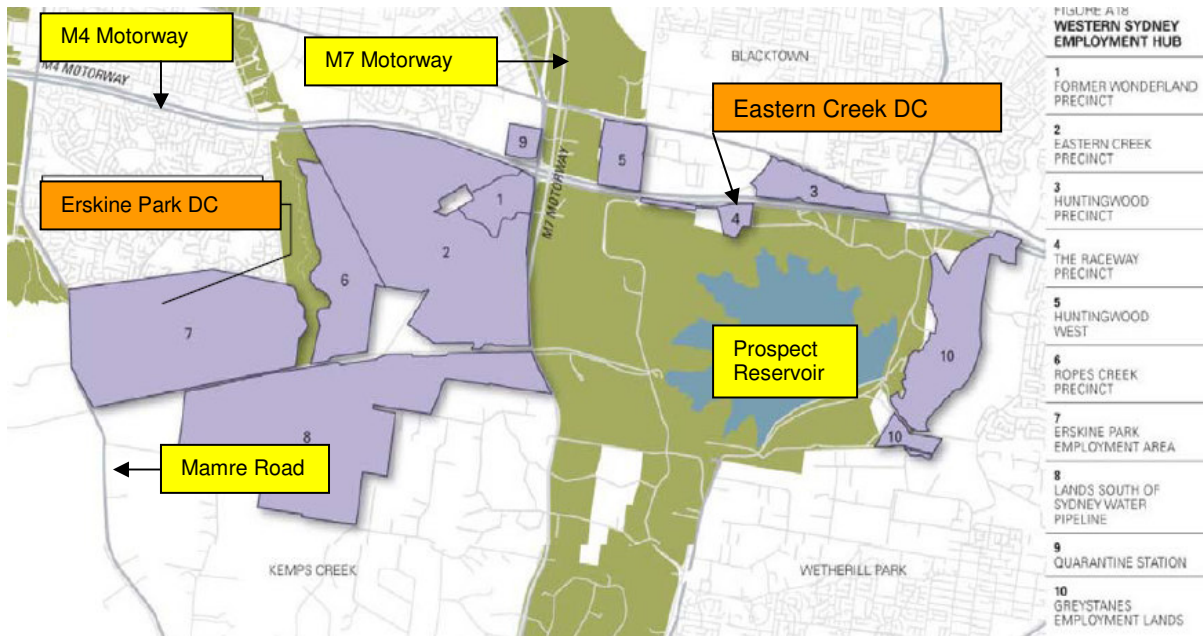 M4 Motorway
M4 MOTORWAY
M7 Motorway
BLACKTOWN
Eastern Creek DC
Erskine Park DC
9
5
3
1
M7 MOTORWAY
4
2
6
7
10
Prospect
Reservoir
10
8
Mamre Road
KEMPS CREEK
WETHERILL PARK
FIGURE A18
WESTERN SYDNEY
EMPLOYMENT HUB
1
FORMER WONDERLAND
PRECINCT
2
EASTERN CREEK
PRECINCT
3
HUNTINGWOOD
PRECINCT
4
THE RACEWAY
PRECINCT
5
HUNTINGWOOD
WEST
6
ROPES CREEK
PRECINCT
7
ERSKINE PARK
EMPLOYMENT AREA
8
LANDS SOUTH OF
SYDNEY WATER
PIPELINE
9
QUARANTINE STATION
10
GREYSTANES
EMPLOYMENT LANDS